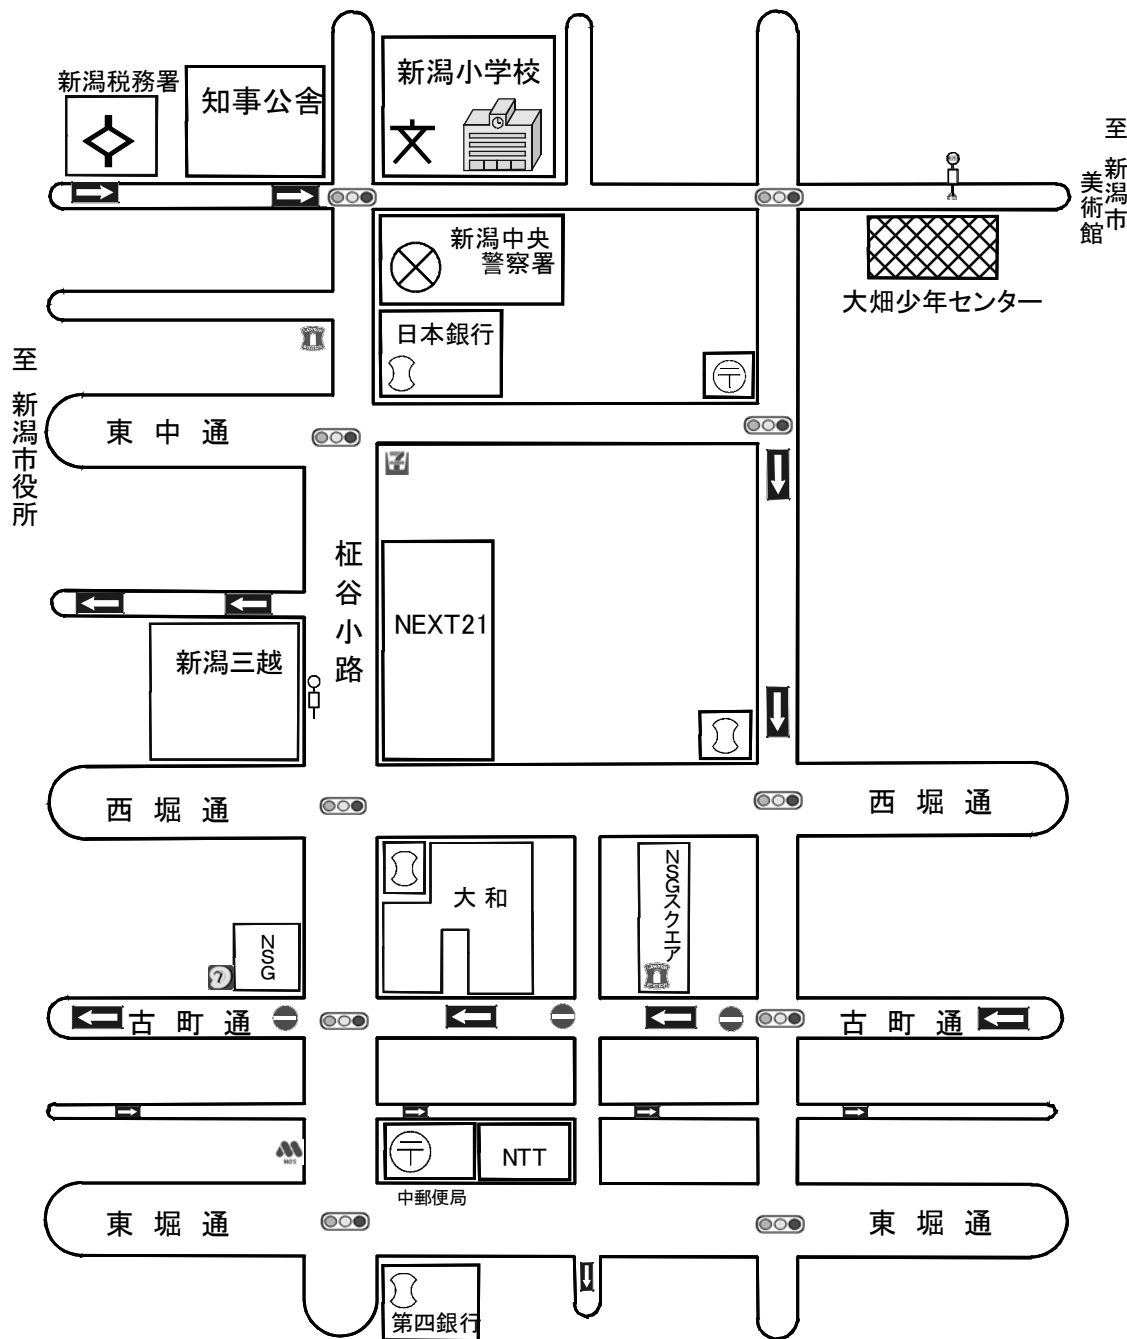 新潟税務署
知事公舎
新潟小学校
文
至 新潟市
美術館
新潟中央
警察署
日本銀行
大畑少年センター
至 新潟市役所
東中通
7
柾谷小路
NEXT21
新潟三越
西堀通
西堀通
大和
NSGスクエア
NSG
古町通
古町通
NTT
中郵便局
MOS
東堀通
東堀通
第四銀行